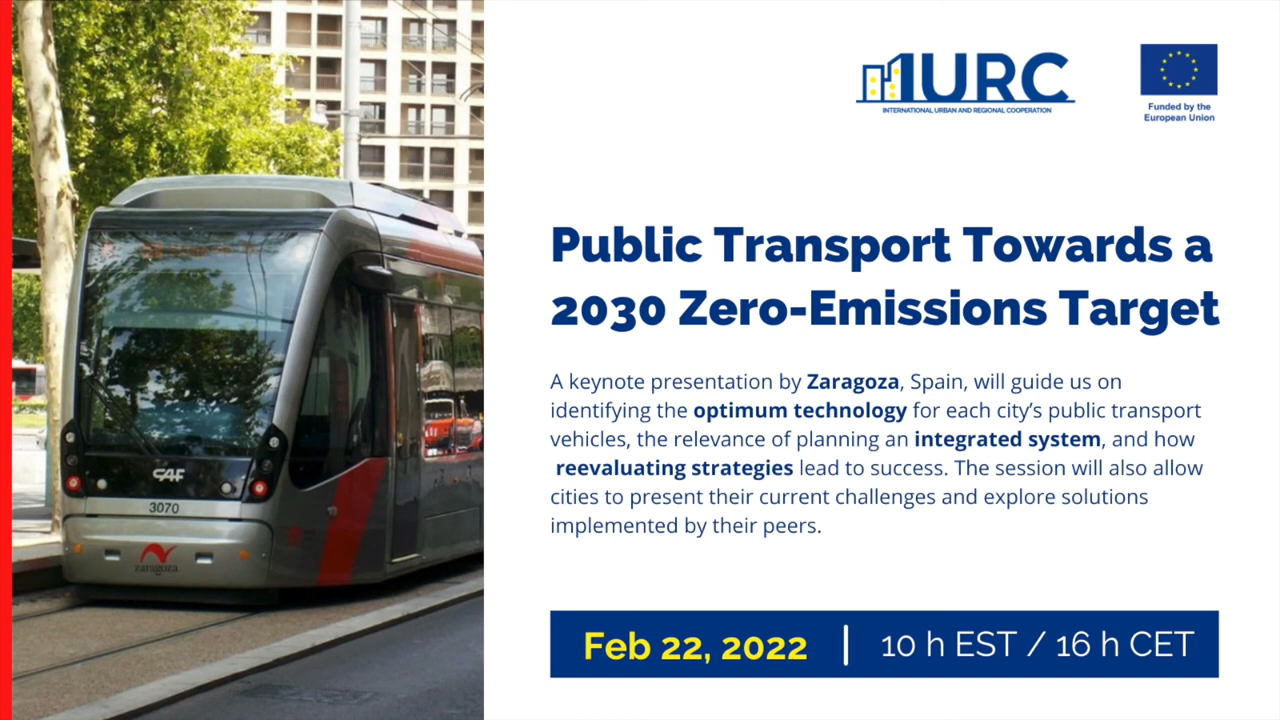 IURC
INTERNATIONAL URBAN AND REGIONAL COOPERATION
Funded by the
European Union
Public Transport Towards a
2030 Zero-Emissions Target
A keynote presentation by Zaragoza, Spain, will guide us on
identifying the optimum technology for each city’s public transport
vehicles, the relevance of planning an integrated system, and how
reevaluating strategies lead to success. The session will also allow
cities to present their current challenges and explore solutions
implemented by their peers.
Feb 22, 2022 | 10 h EST / 16 h CET
CAF
3070
zaragoza